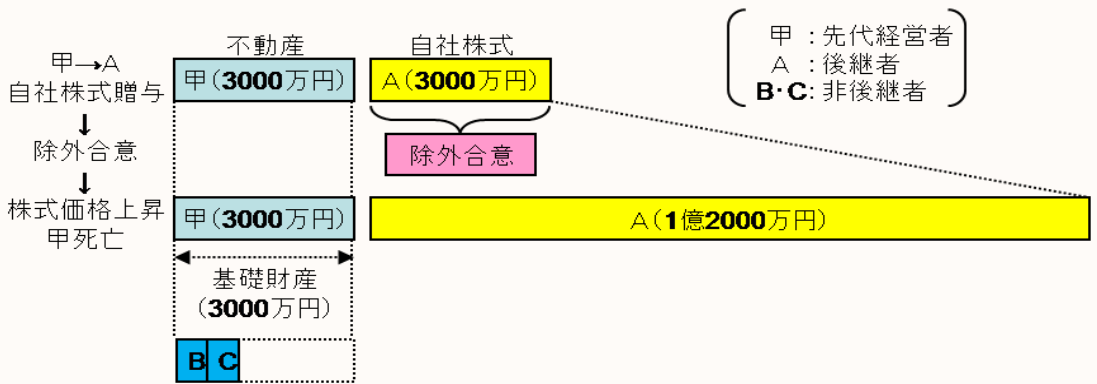 不動産
自社株式
甲→A
自社株式贈与
↓
除外合意
↓
株式価格上昇
甲死亡
甲(3000万円)
A(3000万円)
除外合意
甲:先代経営者
A:後継者
B・C:非後継者
甲(3000万円)
A(1億2000万円)
基礎財産
(3000万円)
B C